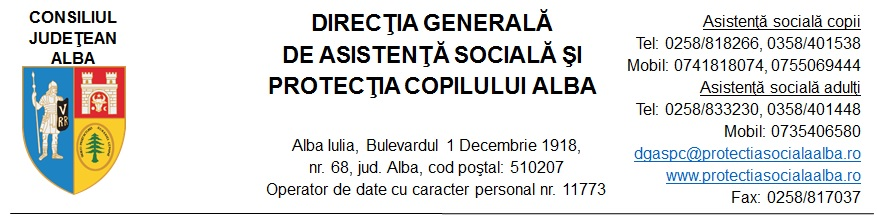 CONSILIUL
JUDEŢEAN
ALBA
DIRECŢIA GENERALĂ
DE ASISTENŢĂ SOCIALĂ ŞI
PROTECŢIA COPILULUI ALBA
Alba Iulia, Bulevardul 1 Decembrie 1918,
nr. 68, jud. Alba, cod poştal: 510207
Operator de date cu caracter personal nr. 11773
Asistenţă socială copii
Tel: 0258/818266, 0358/401538
Mobil: 0741818074, 0755069444
Asistenţă socială adulţi
Tel: 0258/833230, 0358/401448
Mobil: 0735406580
dgaspc@protectiasocialaalba.ro
www.protectiasocialaalba.ro
Fax: 0258/817037